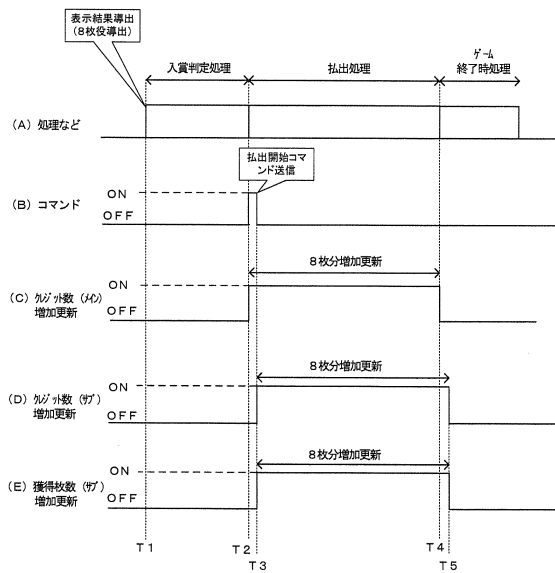 表示結果導出
(8枚役導出)
入賞判定処理
払出処理
ｹﾞｰﾑ
終了時処理
(A) 処理など
払出開始コマ
ンド送信
(B) コマンド
ON
OFF
8枚分増加更新
(C) ｸﾚｼﾞｯﾄ数 (ﾒｲﾝ)
増加更新
ON
OFF
8枚分増加更新
(D) ｸﾚｼﾞｯﾄ数 (ｻﾌﾞ)
増加更新
ON
OFF
8枚分増加更新
(E) 獲得枚数 (ｻﾌﾞ)
増加更新
ON
OFF
T1
T2
T3
T4
T5